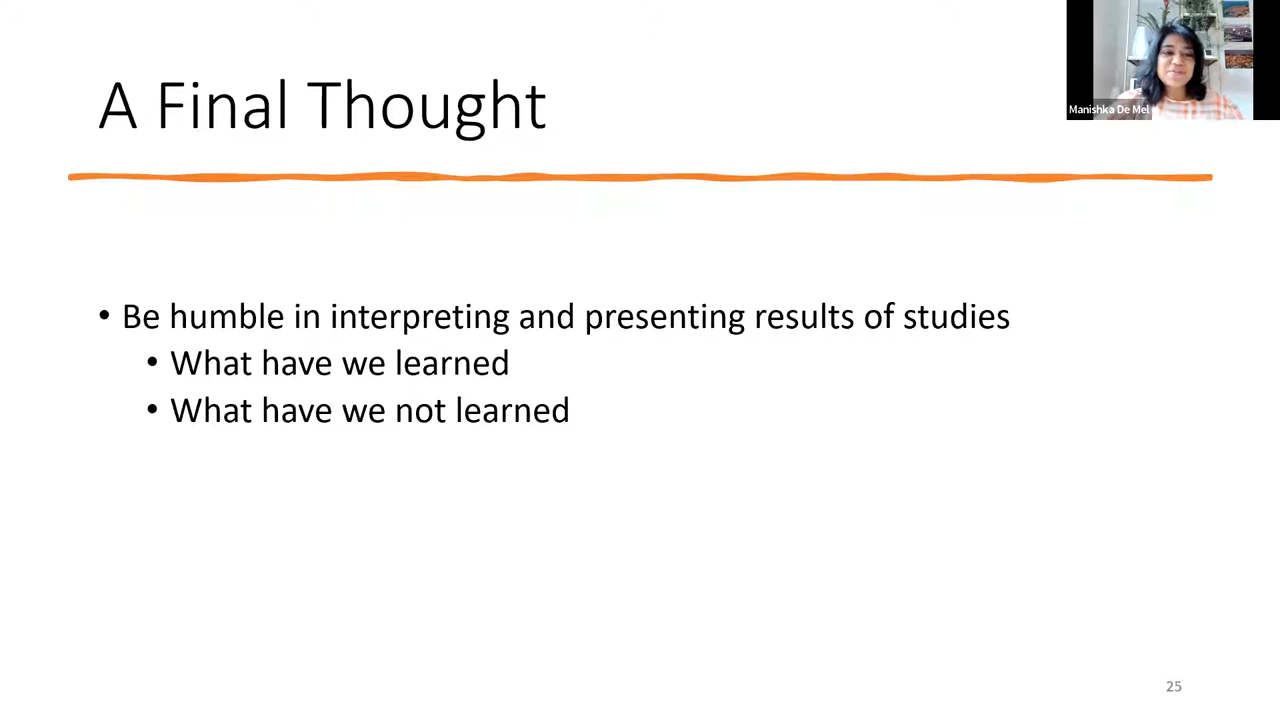 A Final Thought
Manishka De Mel
• Be humble in interpreting and presenting results of studies
• What have we learned
• What have we not learned
25